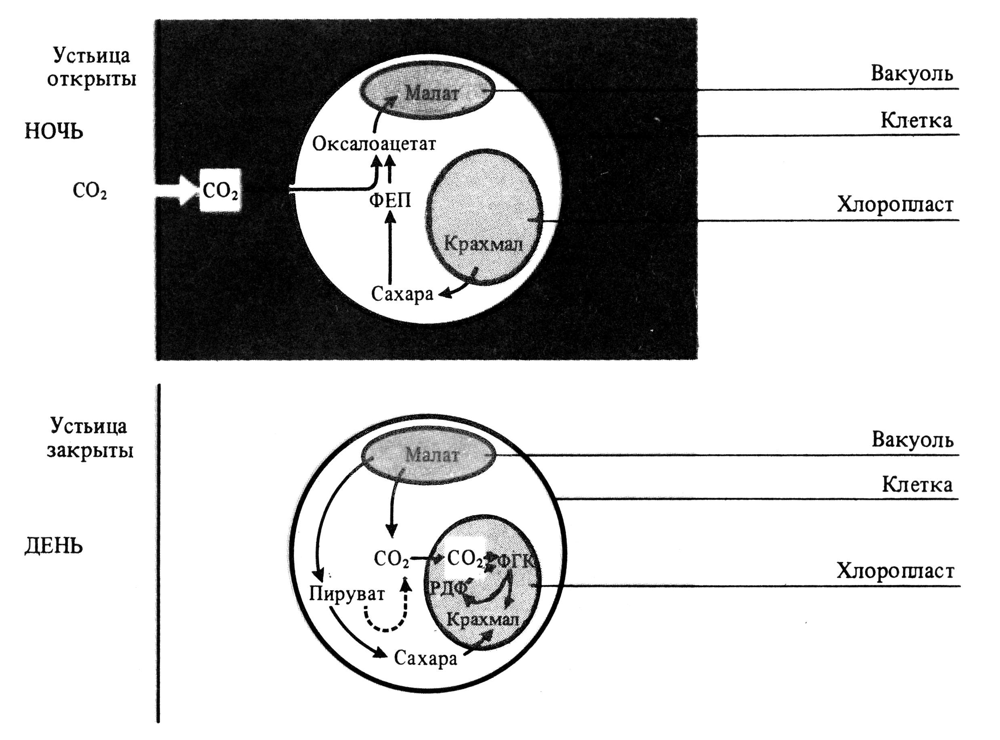 Устьица
открыты
НОЧЬ
CO₂
CO₂
Малат
Оксалоацетат
ФЕП
Крахмал
Сахара
Вакуоль
Клетка
Хлоропласт
Устьица
закрыты
ДЕНЬ
Малат
CO₂
CO₂
ФГК
РДФ
Пируват
Крахмал
Сахара
Вакуоль
Клетка
Хлоропласт